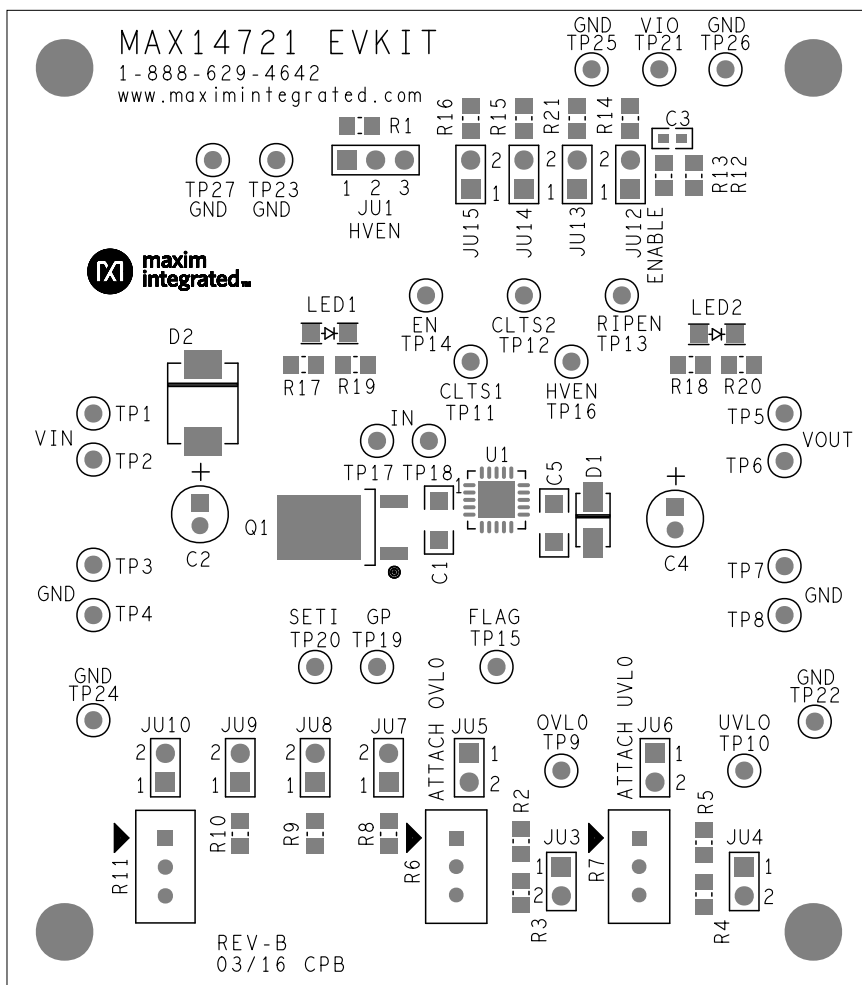 MAX14721 EVKIT
1-888-629-4642
www.maximintegrated.com
GND
TP25
VIO
TP21
GND
TP26
R16
R15
R21
R14
C3
R1
TP27
GND
TP23
GND
1 2 3
JU1
HVEN
2
1
JU15
2
1
JU14
2
1
JU13
2
1
JU12
ENABLE
R13
R12
maxim
integrated™
LED1
EN
TP14
CLTS2
TP12
RIPEN
TP13
LED2
D2
R17
R19
CLTS1
TP11
HVEN
TP16
R18
R20
TP1
VIN
TP2
IN
TP17
TP18
U1
1
C5
D1
TP5
VOUT
TP6
+
C2
Q1
C1
+
C4
TP3
GND
TP4
TP7
GND
TP8
SETI
TP20
GP
TP19
FLAG
TP15
GND
TP24
GND
TP22
JU10
2
1
JU9
2
1
JU8
2
1
JU7
2
1
ATTACH OVLO
JU5
1
2
OVLO
TP9
ATTACH UVLO
JU6
1
2
UVLO
TP10
R11
R10
R9
R8
R6
R2
JU3
1
2
R3
R7
R5
JU4
1
2
R4
REV-B
03/16 CPB